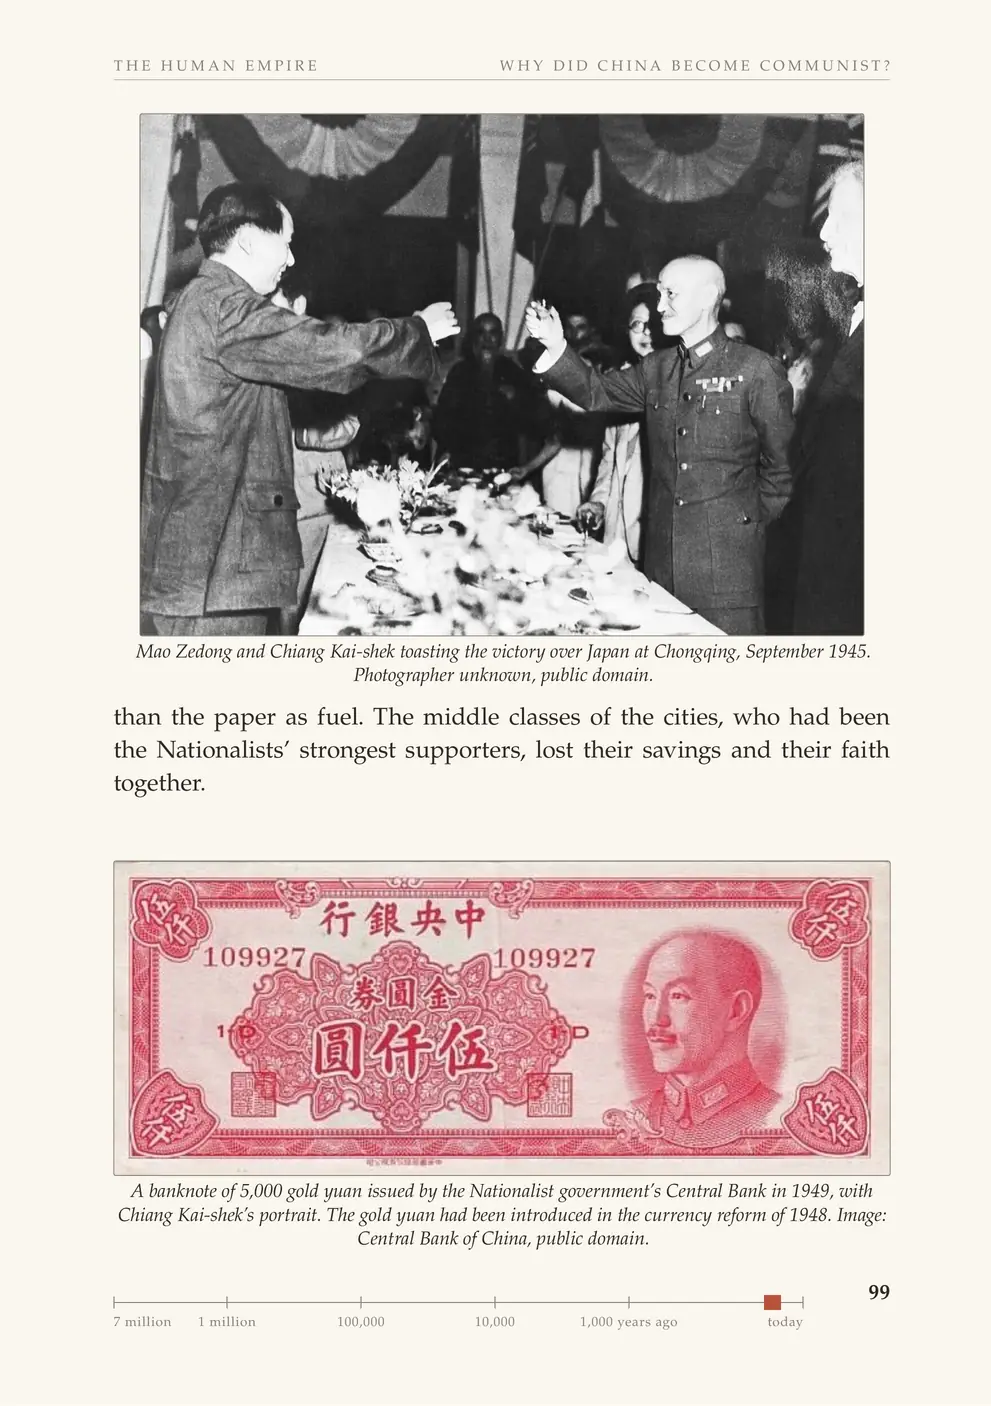 THE HUMAN EMPIRE
WHY DID CHINA BECOME COMMUNIST?
Mao Zedong and Chiang Kai-shek toasting the victory over Japan at Chongqing, September 1945.
Photographer unknown, public domain.
than the paper as fuel. The middle classes of the cities, who had been
the Nationalists’ strongest supporters, lost their savings and their faith
together.
伍仟
伍仟
行銀央中
109927
109927
券圓金
圓仟伍
伍仟
伍仟
A banknote of 5,000 gold yuan issued by the Nationalist government’s Central Bank in 1949, with
Chiang Kai-shek’s portrait. The gold yuan had been introduced in the currency reform of 1948. Image:
Central Bank of China, public domain.
99
7 million
1 million
100,000
10,000
1,000 years ago
today